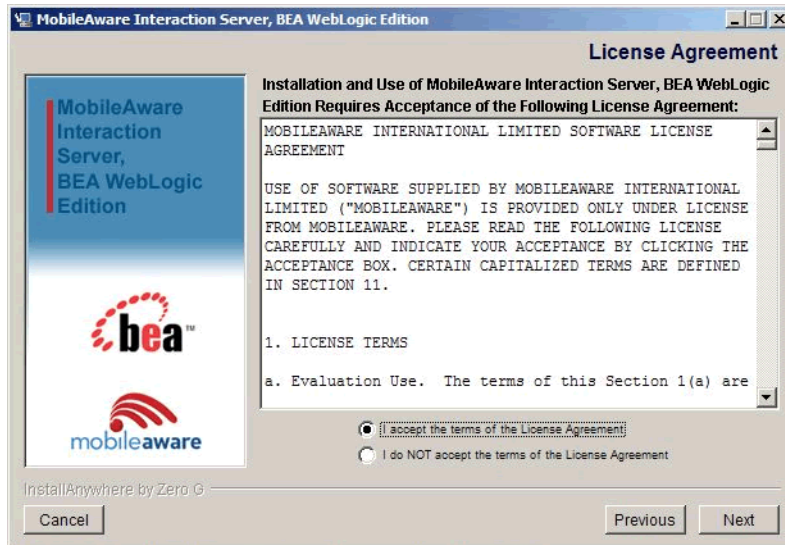 MobileAware Interaction Server, BEA WebLogic Edition
License Agreement
MobileAware
Interaction
Server,
BEA WebLogic
Edition
bea™
mobileaware
Installation and Use of MobileAware Interaction Server, BEA WebLogic
Edition Requires Acceptance of the Following License Agreement:
MOBILEAWARE INTERNATIONAL LIMITED SOFTWARE LICENSE
AGREEMENT
USE OF SOFTWARE SUPPLIED BY MOBILEAWARE INTERNATIONAL
LIMITED ("MOBILEAWARE") IS PROVIDED ONLY UNDER LICENSE
FROM MOBILEAWARE. PLEASE READ THE FOLLOWING LICENSE
CAREFULLY AND INDICATE YOUR ACCEPTANCE BY CLICKING THE
ACCEPTANCE BOX. CERTAIN CAPITALIZED TERMS ARE DEFINED
IN SECTION 11.
1. LICENSE TERMS
a. Evaluation Use.  The terms of this Section 1(a) are
I accept the terms of the License Agreement
I do NOT accept the terms of the License Agreement
InstallAnywhere by Zero G
Cancel
Previous
Next